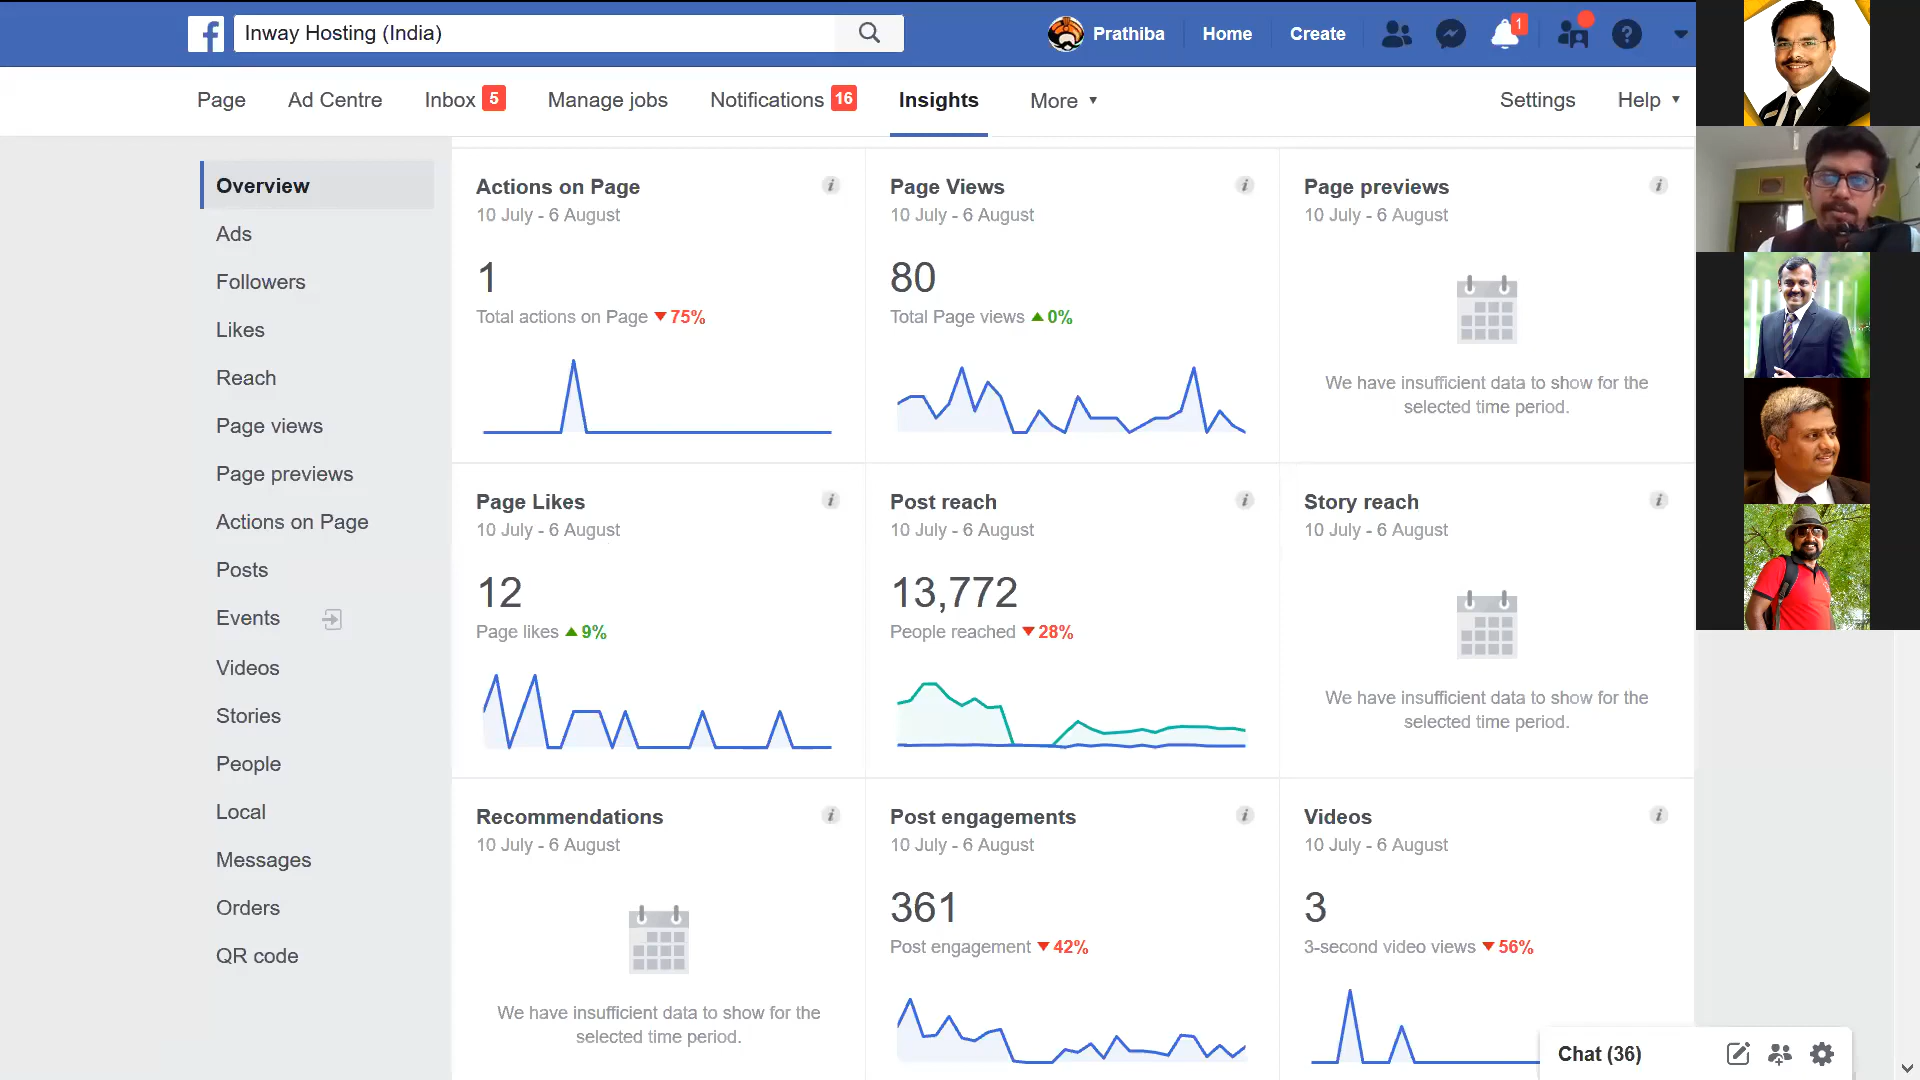 Inway Hosting (India)
Prathiba
Home
Create
1
Page
Ad Centre
Inbox 5
Manage jobs
Notifications 16
Insights
More
Settings
Help
Overview
Ads
Followers
Likes
Reach
Page views
Page previews
Actions on Page
Posts
Events
Videos
Stories
People
Local
Messages
Orders
QR code
Actions on Page
10 July - 6 August
1
Total actions on Page 75%
Page Views
10 July - 6 August
80
Total Page views 0%
Page previews
10 July - 6 August
We have insufficient data to show for the
selected time period.
Page Likes
10 July - 6 August
12
Page likes 9%
Post reach
10 July - 6 August
13,772
People reached 28%
Story reach
10 July - 6 August
We have insufficient data to show for the
selected time period.
Recommendations
10 July - 6 August
We have insufficient data to show for the
selected time period.
Post engagements
10 July - 6 August
361
Post engagement 42%
Videos
10 July - 6 August
3
3-second video views 56%
Chat (36)